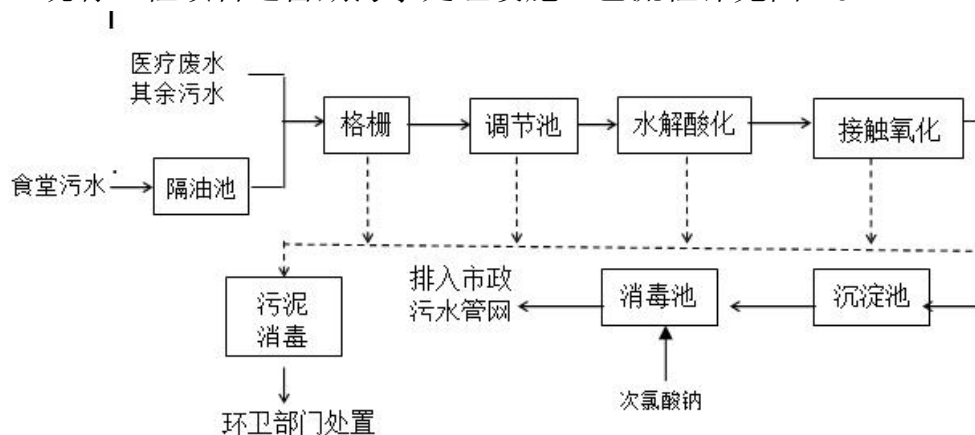 医疗废水
其余污水
格栅
调节池
水解酸化
接触氧化
食堂污水
隔油池
排入市政
污水管网
消毒池
沉淀池
污泥
消毒
次氯酸钠
环卫部门处置